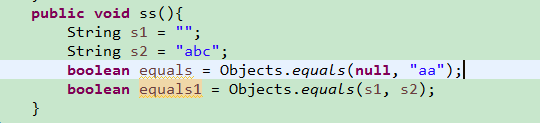 public void ss(){
String s1 = "";
String s2 = "abc";
boolean equals = Objects.equals(null, "aa");
boolean equals1 = Objects.equals(s1, s2);
}